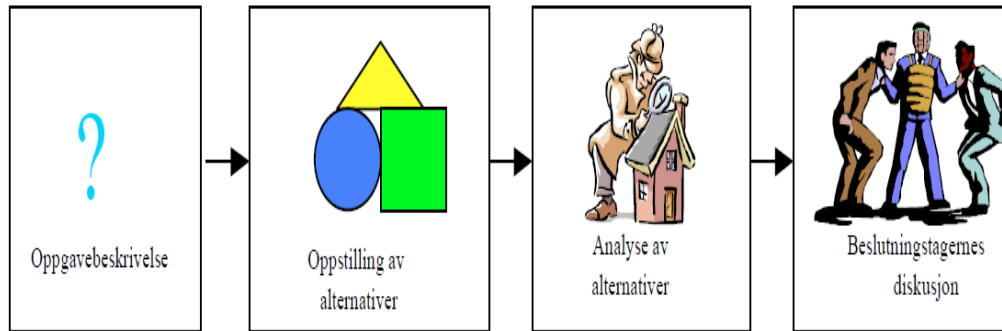 ?
Oppgavebeskrivelse
Oppstilling av
alternativer
Analyse av
alternativer
Beslutningstagernes
diskusjon